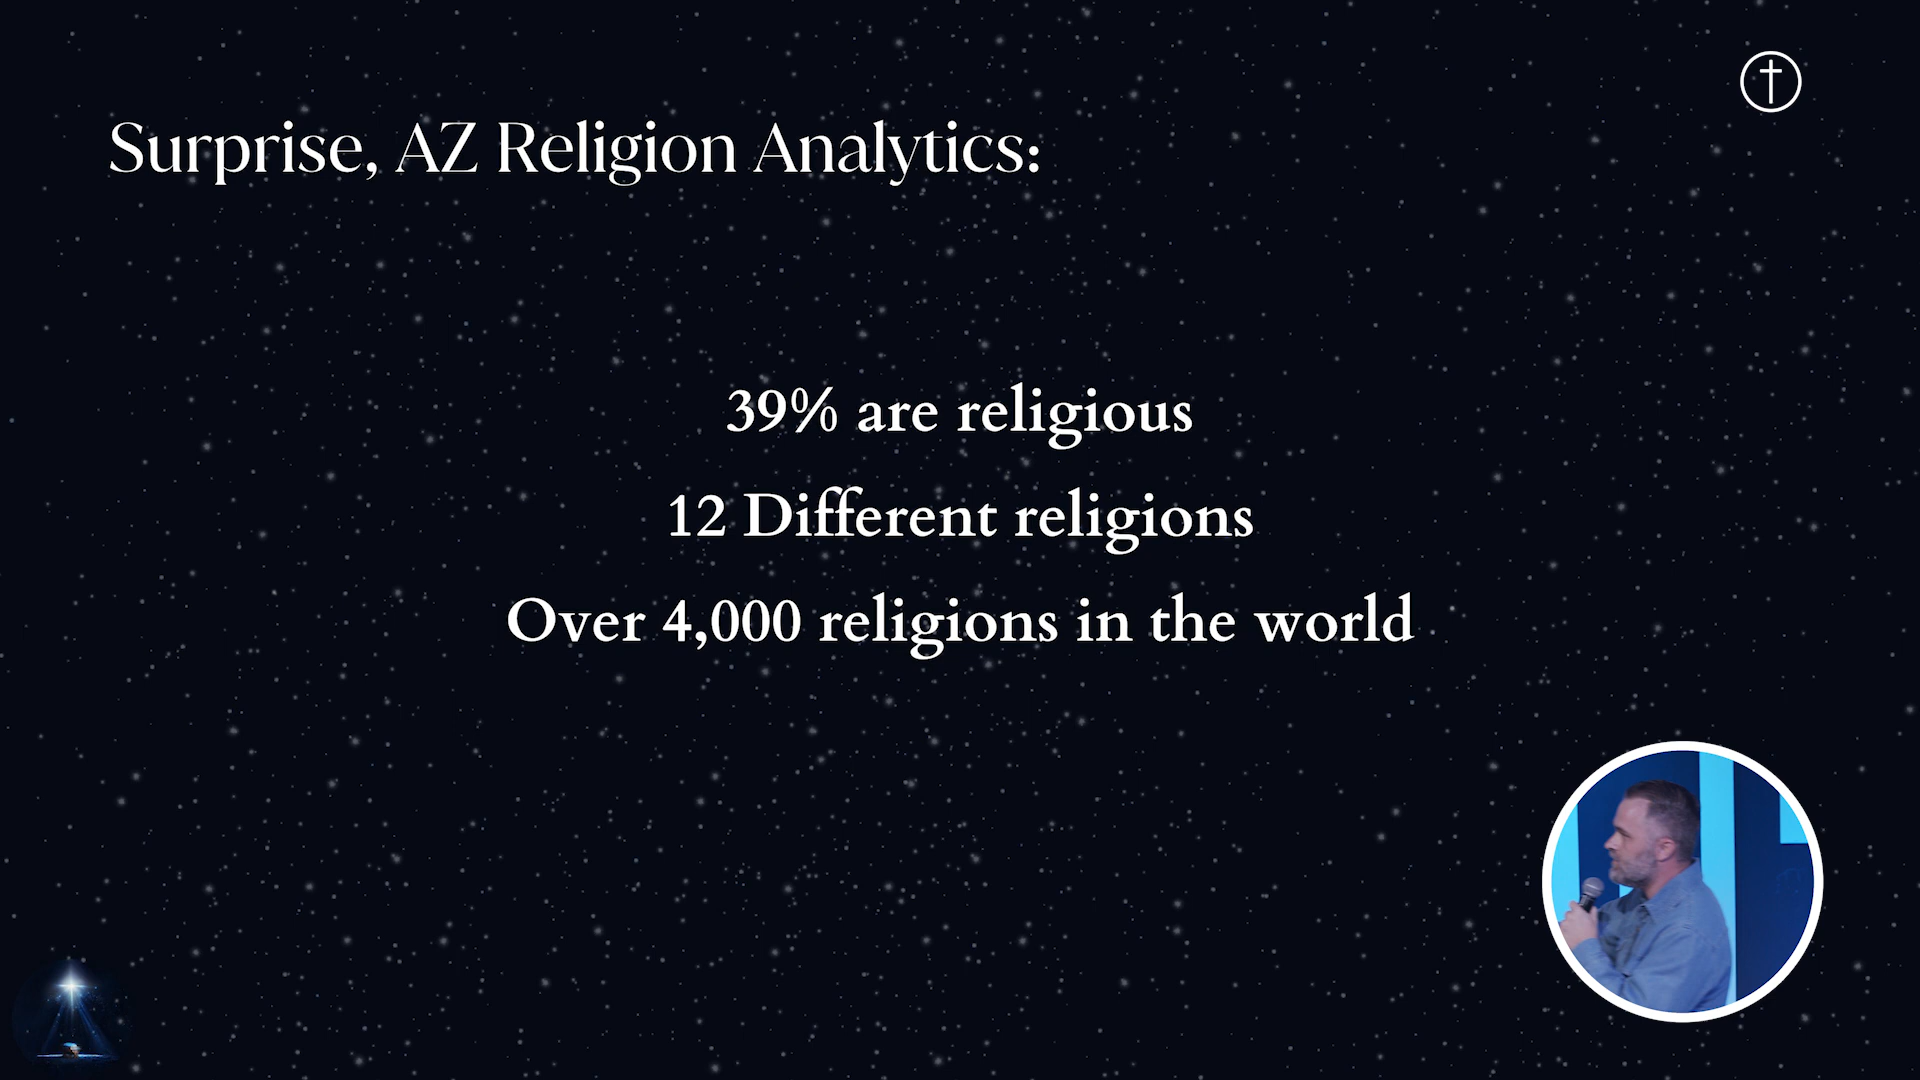 Surprise, AZ Religion Analytics:
39% are religious
12 Different religions
Over 4,000 religions in the world